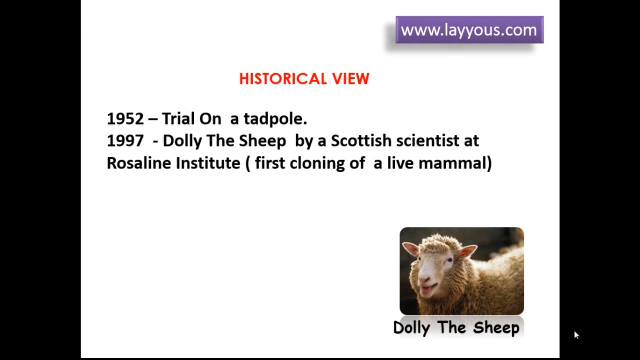 www.layyous.com
HISTORICAL VIEW
1952 – Trial On a tadpole.
1997 - Dolly The Sheep by a Scottish scientist at
Rosaline Institute ( first cloning of a live mammal)
Dolly The Sheep